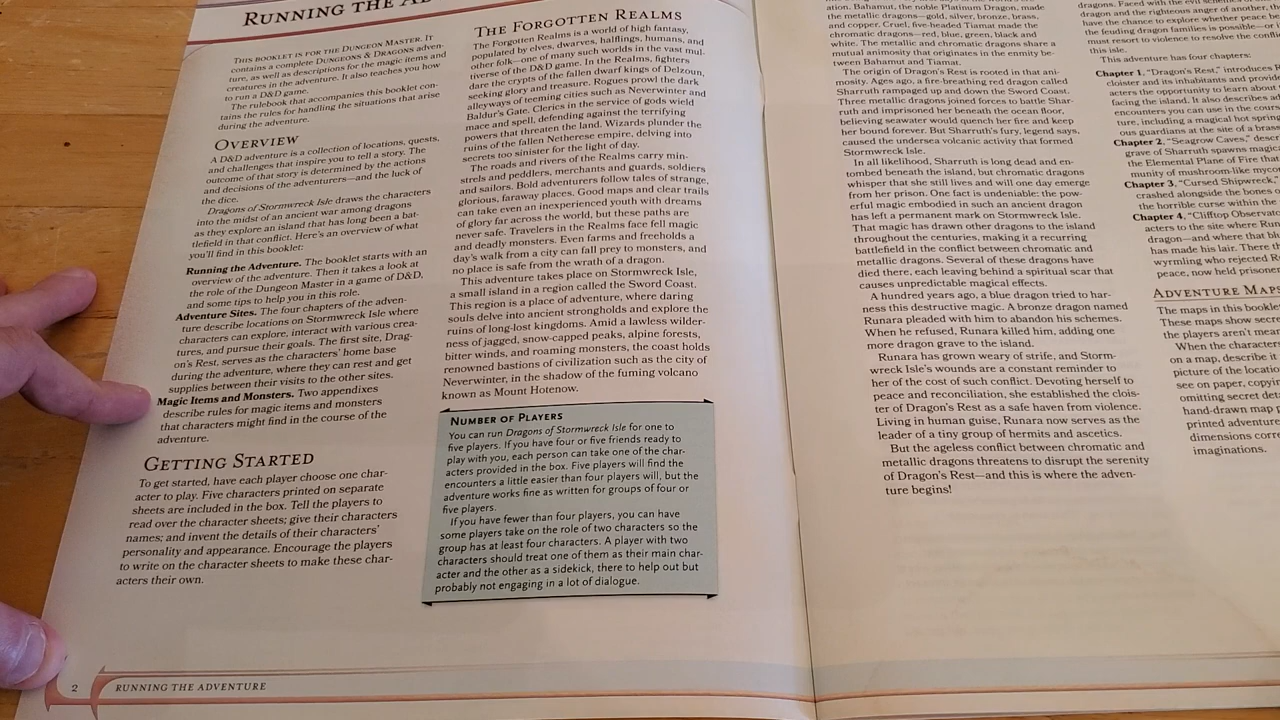 RUNNING THE
THIS BOOKLET IS FOR THE DUNGEON MASTER. IT
contains a complete DUNGEONS & DRAGONS adven-
ture, as well as descriptions for the magic items and
creatures in the adventure. It also teaches you how
to run a D&D game.
The rulebook that accompanies this booklet con-
tains the rules for handling the situations that arise
during the adventure.
OVERVIEW
A D&D adventure is a collection of locations, quests,
and challenges that inspire you to tell a story. The
outcome of that story is determined by the actions
and decisions of the adventurers—and the luck of
the dice.
Dragons of Stormwreck Isle draws the characters
into the midst of an ancient war among dragons
as they explore an island that has long been a bat-
tlefield in that conflict. Here's an overview of what
you'll find in this booklet:
Running the Adventure. The booklet starts with an
overview of the adventure. Then it takes a look at
the role of the Dungeon Master in a game of D&D,
and some tips to help you in this role.
Adventure Sites. The four chapters of the adven-
ture describe locations on Stormwreck Isle where
characters can explore, interact with various crea-
tures, and pursue their goals. The first site, Drag-
on's Rest, serves as the characters' home base
during the adventure, where they can rest and get
supplies between their visits to the other sites.
Magic Items and Monsters. Two appendixes
describe rules for magic items and monsters
that characters might find in the course of the
adventure.
GETTING STARTED
To get started, have each player choose one char-
acter to play. Five characters printed on separate
sheets are included in the box. Tell the players to
read over the character sheets; give their characters
names; and invent the details of their characters'
personality and appearance. Encourage the players
to write on the character sheets to make these char-
acters their own.
THE FORGOTTEN REALMS
The Forgotten Realms is a world of high fantasy,
populated by elves, dwarves, halflings, humans, and
other folk—one of many such worlds in the vast mul-
tiverse of the D&D game. In the Realms, fighters
dare the crypts of the fallen dwarf kings of Delzoun,
seeking glory and treasure. Rogues prowl the dark
alleyways of teeming cities such as Neverwinter and
Baldur's Gate. Clerics in the service of gods wield
mace and spell, defending against the terrifying
powers that threaten the land. Wizards plunder the
ruins of the fallen Netherese empire, delving into
secrets too sinister for the light of day.
The roads and rivers of the Realms carry min-
strels and peddlers, merchants and guards, soldiers
and sailors. Bold adventurers follow tales of strange,
glorious, faraway places. Good maps and clear trails
can take even an inexperienced youth with dreams
of glory far across the world, but these paths are
never safe. Travelers in the Realms face fell magic
and deadly monsters. Even farms and freeholds a
day's walk from a city can fall prey to monsters, and
no place is safe from the wrath of a dragon.
This adventure takes place on Stormwreck Isle,
a small island in a region called the Sword Coast.
This region is a place of adventure, where daring
souls delve into ancient strongholds and explore the
ruins of long-lost kingdoms. Amid a lawless wilder-
ness of jagged, snow-capped peaks, alpine forests,
bitter winds, and roaming monsters, the coast holds
renowned bastions of civilization such as the city of
Neverwinter, in the shadow of the fuming volcano
known as Mount Hotenow.
NUMBER OF PLAYERS
You can run Dragons of Stormwreck Isle for one to
five players. If you have four or five friends ready to
play with you, each person can take one of the char-
acters provided in the box. Five players will find the
encounters a little easier than four players will, but the
adventure works fine as written for groups of four or
five players.
If you have fewer than four players, you can have
some players take on the role of two characters so the
group has at least four characters. A player with two
characters should treat one of them as their main char-
acter and the other as a sidekick, there to help out but
probably not engaging in a lot of dialogue.
2 RUNNING THE ADVENTURE
ation. Bahamut, the noble Platinum Dragon, made
the metallic dragons—gold, silver, bronze, brass,
and copper. Cruel, five-headed Tiamat made the
chromatic dragons—red, blue, green, black and
white. The metallic and chromatic dragons share a
mutual animosity that originates in the enmity be-
tween Bahamut and Tiamat.
The origin of Dragon's Rest is rooted in that ani-
mosity. Ages ago, a fire-breathing red dragon called
Sharruth rampaged up and down the Sword Coast.
Three metallic dragons joined forces to battle Shar-
ruth and imprisoned her beneath the ocean floor,
believing seawater would quench her fire and keep
her bound forever. But Sharruth's fury, legend says,
caused the undersea volcanic activity that formed
Stormwreck Isle.
In all likelihood, Sharruth is long dead and en-
tombed beneath the island, but chromatic dragons
whisper that she still lives and will one day emerge
from her prison. One fact is undeniable: the pow-
erful magic embodied in such an ancient dragon
has left a permanent mark on Stormwreck Isle.
That magic has drawn other dragons to the island
throughout the centuries, making it a recurring
battlefield in the conflict between chromatic and
metallic dragons. Several of these dragons have
died there, each leaving behind a spiritual scar that
causes unpredictable magical effects.
A hundred years ago, a blue dragon tried to har-
ness this destructive magic. A bronze dragon named
Runara pleaded with him to abandon his schemes.
When he refused, Runara killed him, adding one
more dragon grave to the island.
Runara has grown weary of strife, and Storm-
wreck Isle's wounds are a constant reminder to
her of the cost of such conflict. Devoting herself to
peace and reconciliation, she established the clois-
ter of Dragon's Rest as a safe haven from violence.
Living in human guise, Runara now serves as the
leader of a tiny group of hermits and ascetics.
But the ageless conflict between chromatic and
metallic dragons threatens to disrupt the serenity
of Dragon's Rest—and this is where the adven-
ture begins!
dragons. Faced with the evil
dragon and the righteous anger of another, th
have the chance to explore whether peace be
the feuding dragon families is possible—or i
must resort to violence to resolve the confli
this isle.
This adventure has four chapters:
Chapter 1, "Dragon's Rest," introduces
cloister and its inhabitants and provide
acters the opportunity to learn about
facing the island. It also describes a
encounters you can use in the cours
ture, including a magical hot spring
ous guardians at the site of a brass
Chapter 2, "Seagrow Caves," descr
grave of Sharruth spawns magica
the Elemental Plane of Fire that
munity of mushroom-like mycon
Chapter 3, "Cursed Shipwreck,"
crashed alongside the bones o
the horrible curse within the
Chapter 4, "Clifftop Observato
acters to the site where Run
dragon—and where that blu
has made his lair. There th
wyrmling who rejected R
peace, now held prisone
ADVENTURE MAPS
The maps in this bookle
These maps show secre
the players aren't mean
When the characters
on a map, describe it
picture of the locatio
see on paper, copyin
omitting secret det
hand-drawn map
printed adventure
dimensions corre
imaginations.